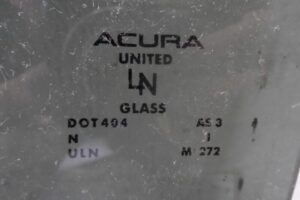 ACURA
UNITED
LN
GLASS
DOT494 AS3
N I
ULN M 272